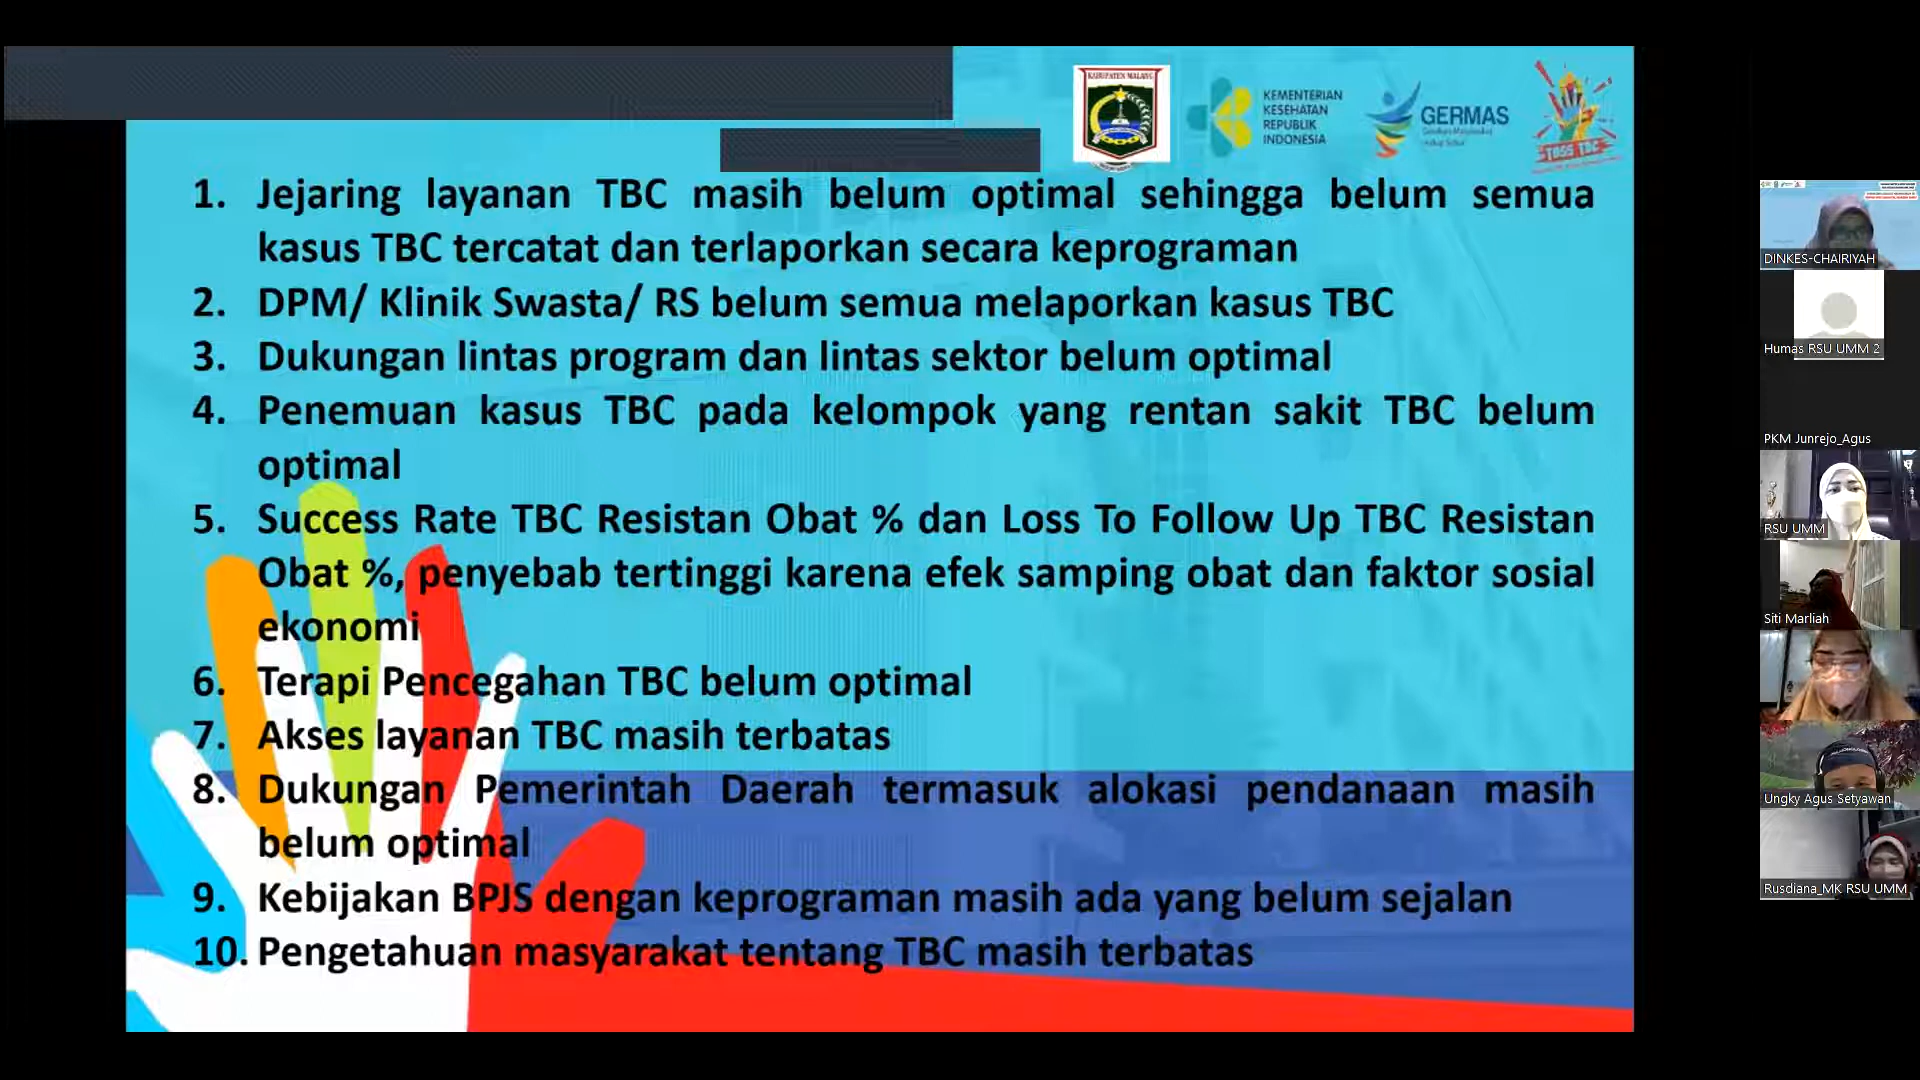 KABUPATEN MALANG
KEMENTERIAN
KESEHATAN
REPUBLIK
INDONESIA
GERMAS
TOSS TBC
1. Jejaring layanan TBC masih belum optimal sehingga belum semua
kasus TBC tercatat dan terlaporkan secara keprograman
2. DPM/ Klinik Swasta/ RS belum semua melaporkan kasus TBC
3. Dukungan lintas program dan lintas sektor belum optimal
4. Penemuan kasus TBC pada kelompok yang rentan sakit TBC belum
optimal
5. Success Rate TBC Resistan Obat % dan Loss To Follow Up TBC Resistan
Obat %, penyebab tertinggi karena efek samping obat dan faktor sosial
ekonomi
6. Terapi Pencegahan TBC belum optimal
7. Akses layanan TBC masih terbatas
8. Dukungan Pemerintah Daerah termasuk alokasi pendanaan masih
belum optimal
9. Kebijakan BPJS dengan keprograman masih ada yang belum sejalan
10. Pengetahuan masyarakat tentang TBC masih terbatas
DINKES-CHAIRIYAH
Humas RSU UMM 2
PKM Junrejo_Agus
RSU UMM
Siti Marliah
Ungky Agus Setyawan
Rusdiana_MK RSU UMM